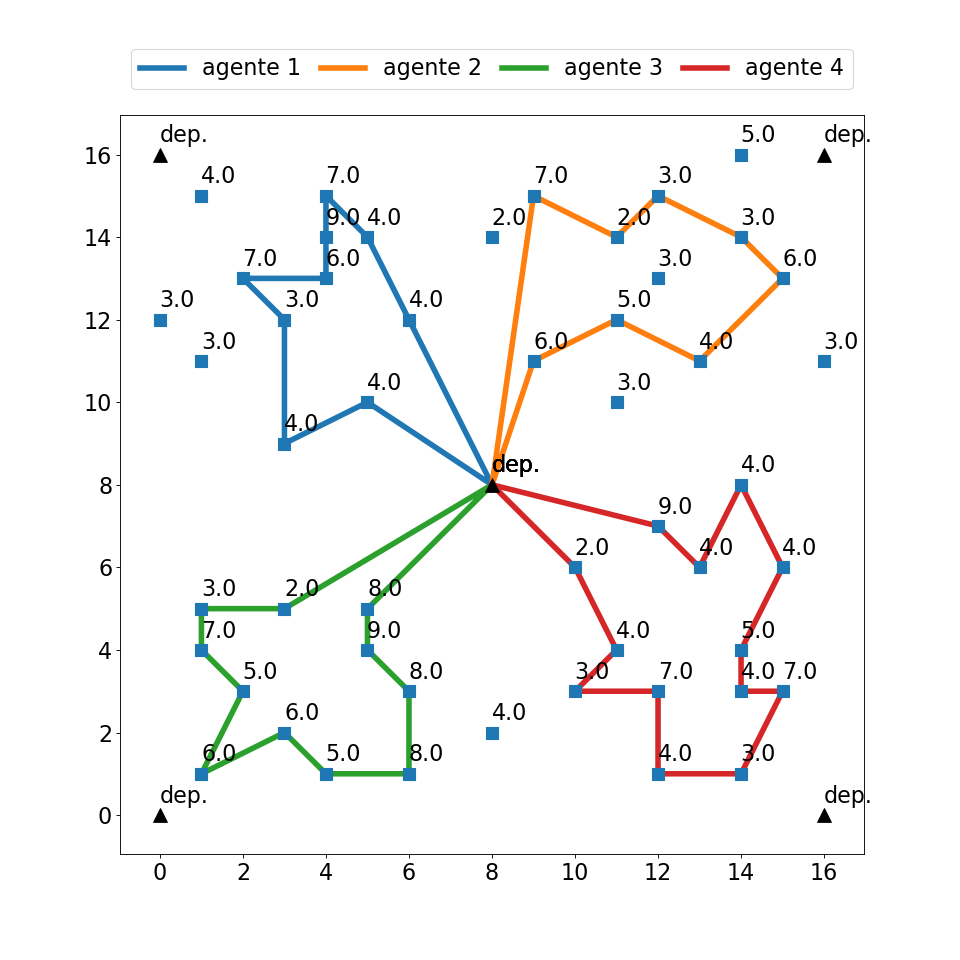 agente 1 agente 2 agente 3 agente 4
dep. 5.0 dep.
16
4.0 7.0 7.0 3.0
9.0 4.0 2.0 2.0 3.0
14
7.0 6.0 3.0 6.0
3.0 3.0 4.0 5.0
12
3.0 6.0 4.0 3.0
4.0 3.0
10
4.0
dep. 4.0
8
9.0
2.0 4.0 4.0
6
3.0 2.0 8.0
7.0 9.0 4.0 5.0
4
5.0 8.0 3.0 7.0 4.0 7.0
6.0 4.0
2
6.0 5.0 8.0 4.0 3.0
dep. dep.
0
0 2 4 6 8 10 12 14 16